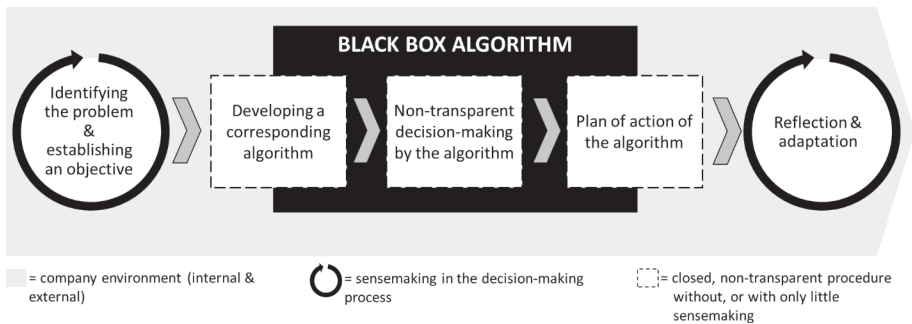 BLACK BOX ALGORITHM
Identifying
the problem
&
establishing
an objective
Developing a
corresponding
algorithm
Non-transparent
decision-making
by the algorithm
Plan of action of
the algorithm
Reflection &
adaptation
= company environment (internal &
external)
= sensemaking in the decision-making
process
= closed, non-transparent procedure
without, or with only little
sensemaking